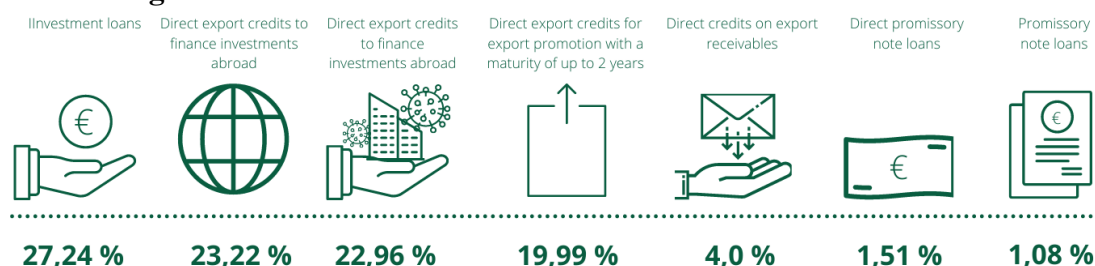 IInvestment loans
Direct export credits to
finance investments
abroad
Direct export credits
to finance
investments abroad
Direct export credits for
export promotion with a
maturity of up to 2 years
Direct credits on export
receivables
Direct promissory
note loans
Promissory
note loans
€
€
€
27,24 %
23,22 %
22,96 %
19,99 %
4,0 %
1,51 %
1,08 %